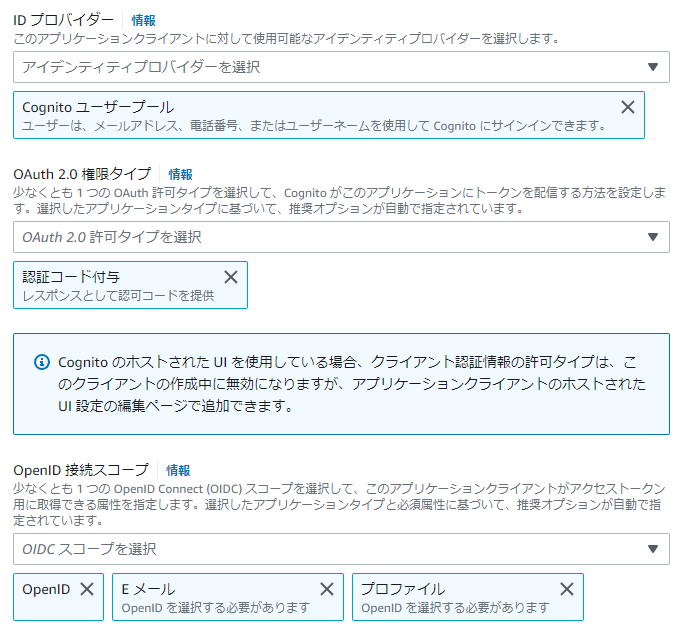 ID プロバイダー 情報
このアプリケーションクライアントに対して使用可能なアイデンティティプロバイダーを選択します。
アイデンティティプロバイダーを選択
Cognito ユーザープール
ユーザーは、メールアドレス、電話番号、またはユーザーネームを使用して Cognito にサインインできます。
OAuth 2.0 権限タイプ 情報
少なくとも 1 つの OAuth 許可タイプを選択して、Cognito がこのアプリケーションにトークンを配信する方法を設定しま
す。選択したアプリケーションタイプに基づいて、推奨オプションが自動で指定されています。
OAuth 2.0 許可タイプを選択
認証コード付与
レスポンスとして認可コードを提供
Cognito のホストされた UI を使用している場合、クライアント認証情報の許可タイプは、こ
のクライアントの作成中に無効になりますが、アプリケーションクライアントのホストされた
UI 設定の編集ページで追加できます。
OpenID 接続スコープ 情報
少なくとも 1 つの OpenID Connect (OIDC) スコープを選択して、このアプリケーションクライアントがアクセストークン
用に取得できる属性を指定します。選択したアプリケーションタイプと必須属性に基づいて、推奨オプションが自動で指
定されています。
OIDC スコープを選択
OpenID E メール プロファイル
OpenID を選択する必要があります OpenID を選択する必要があります